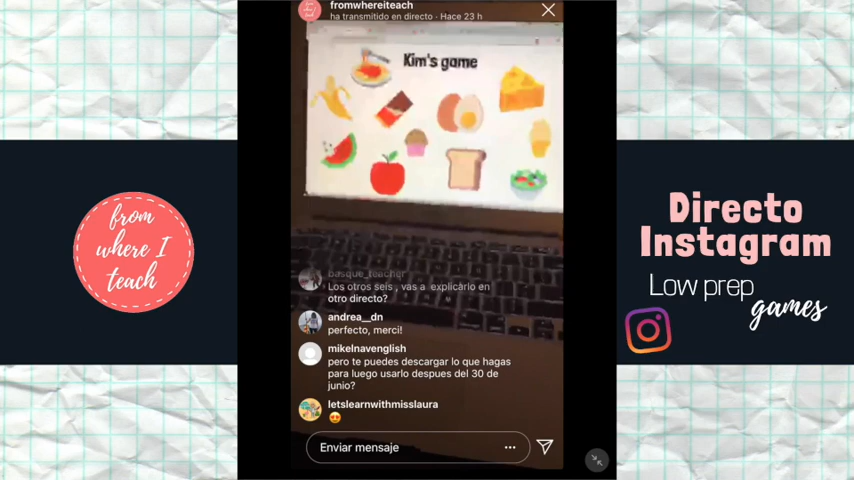 fromwhereiteach
ha transmitido en directo · Hace 23 h
Kim's game
from
where I
teach
Directo
Instagram
Low prep
games
basque_teacher
Los otros seis , vas a explicarlo en
otro directo?
andrea__dn
perfecto, merci!
mikelnavenglish
pero te puedes descargar lo que hagas
para luego usarlo despues del 30 de
junio?
letslearnwithmisslaura
Enviar mensaje